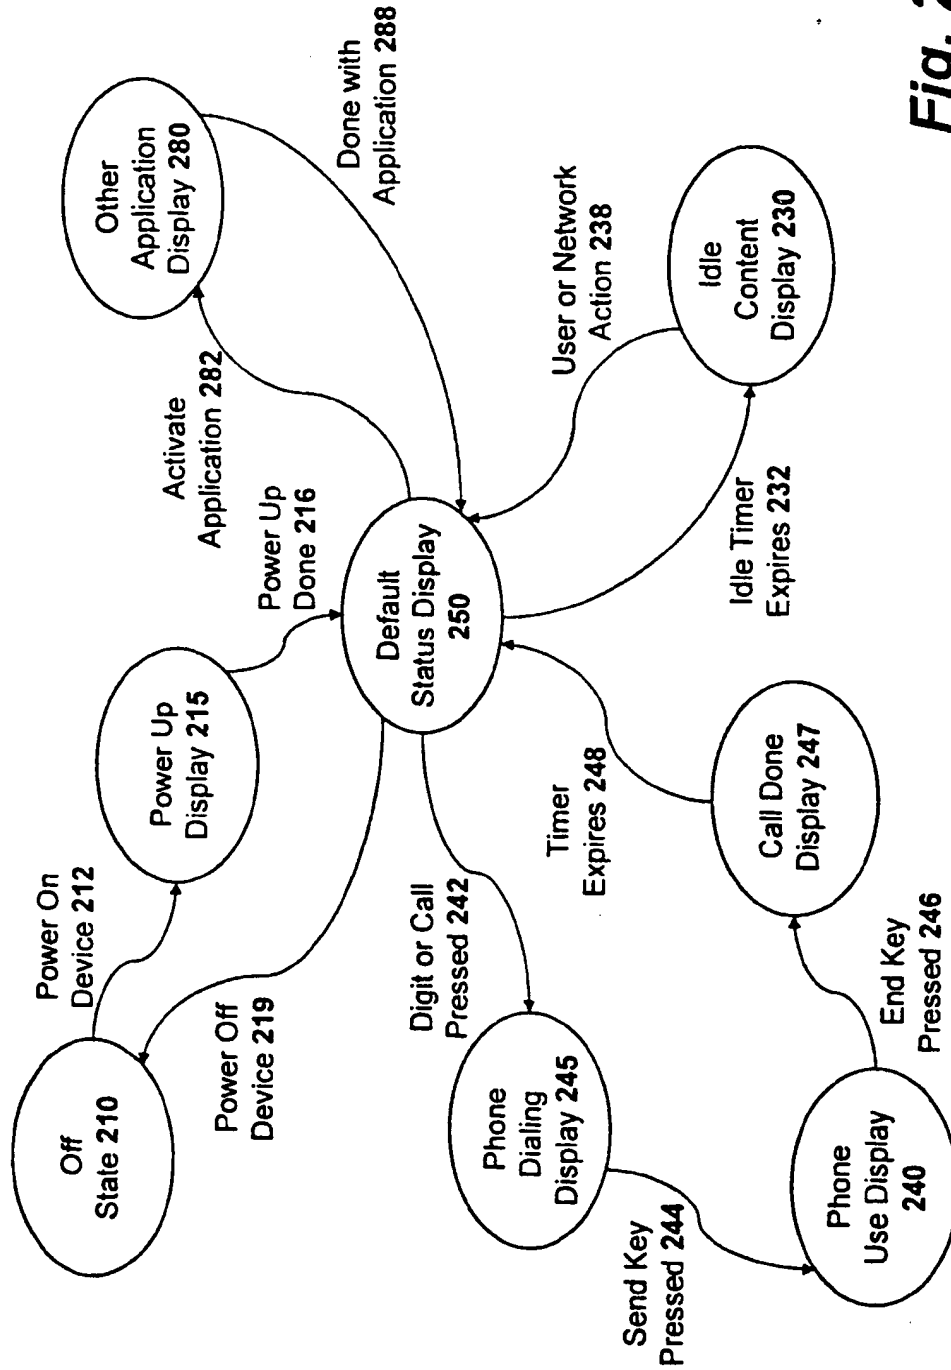 Off
State 210
Power On
Device 212
Power Up
Display 215
Power Up
Done 216
Activate
Application 282
Other
Application
Display 280
Done with
Application 288
Power Off
Device 219
Default
Status Display
250
User or Network
Action 238
Digit or Call
Pressed 242
Timer
Expires 248
Idle Timer
Expires 232
Idle
Content
Display 230
Phone
Dialing
Display 245
Call Done
Display 247
Send Key
Pressed 244
Phone
Use Display
240
End Key
Pressed 246
Fig.